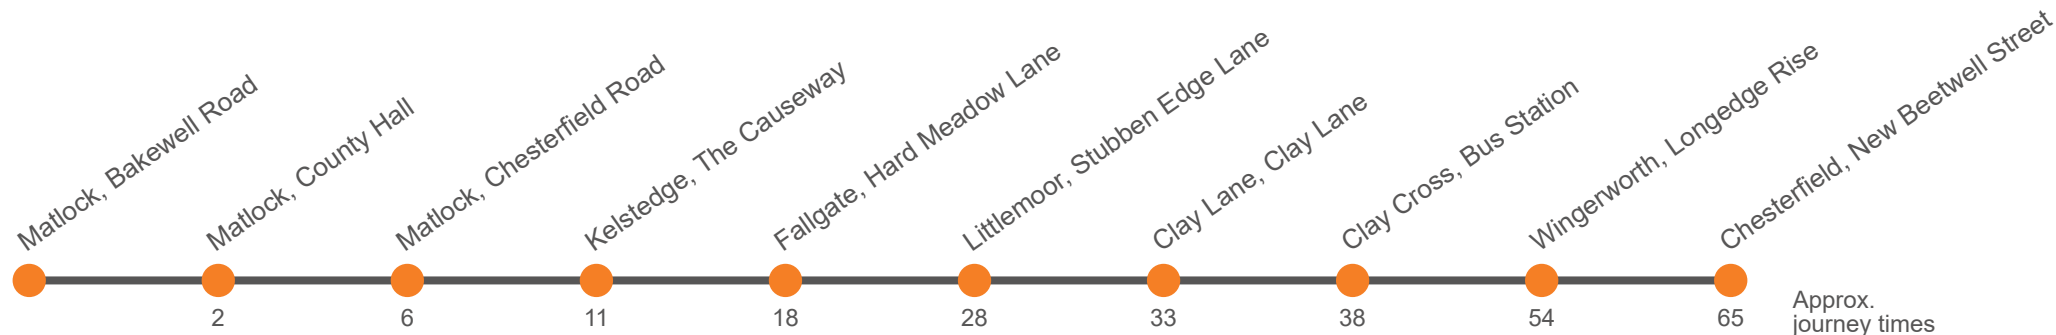 Matlock, Bakewell Road
Matlock, County Hall
Matlock, Chesterfield Road
Kelstedge, The Causeway
Fallgate, Hard Meadow Lane
Littlemoor, Stubben Edge Lane
Clay Lane, Clay Lane
Clay Cross, Bus Station
Wingerworth, Longedge Rise
Chesterfield, New Beetwell Street
2 6 11 18 28 33 38 54 65
Approx.
journey times